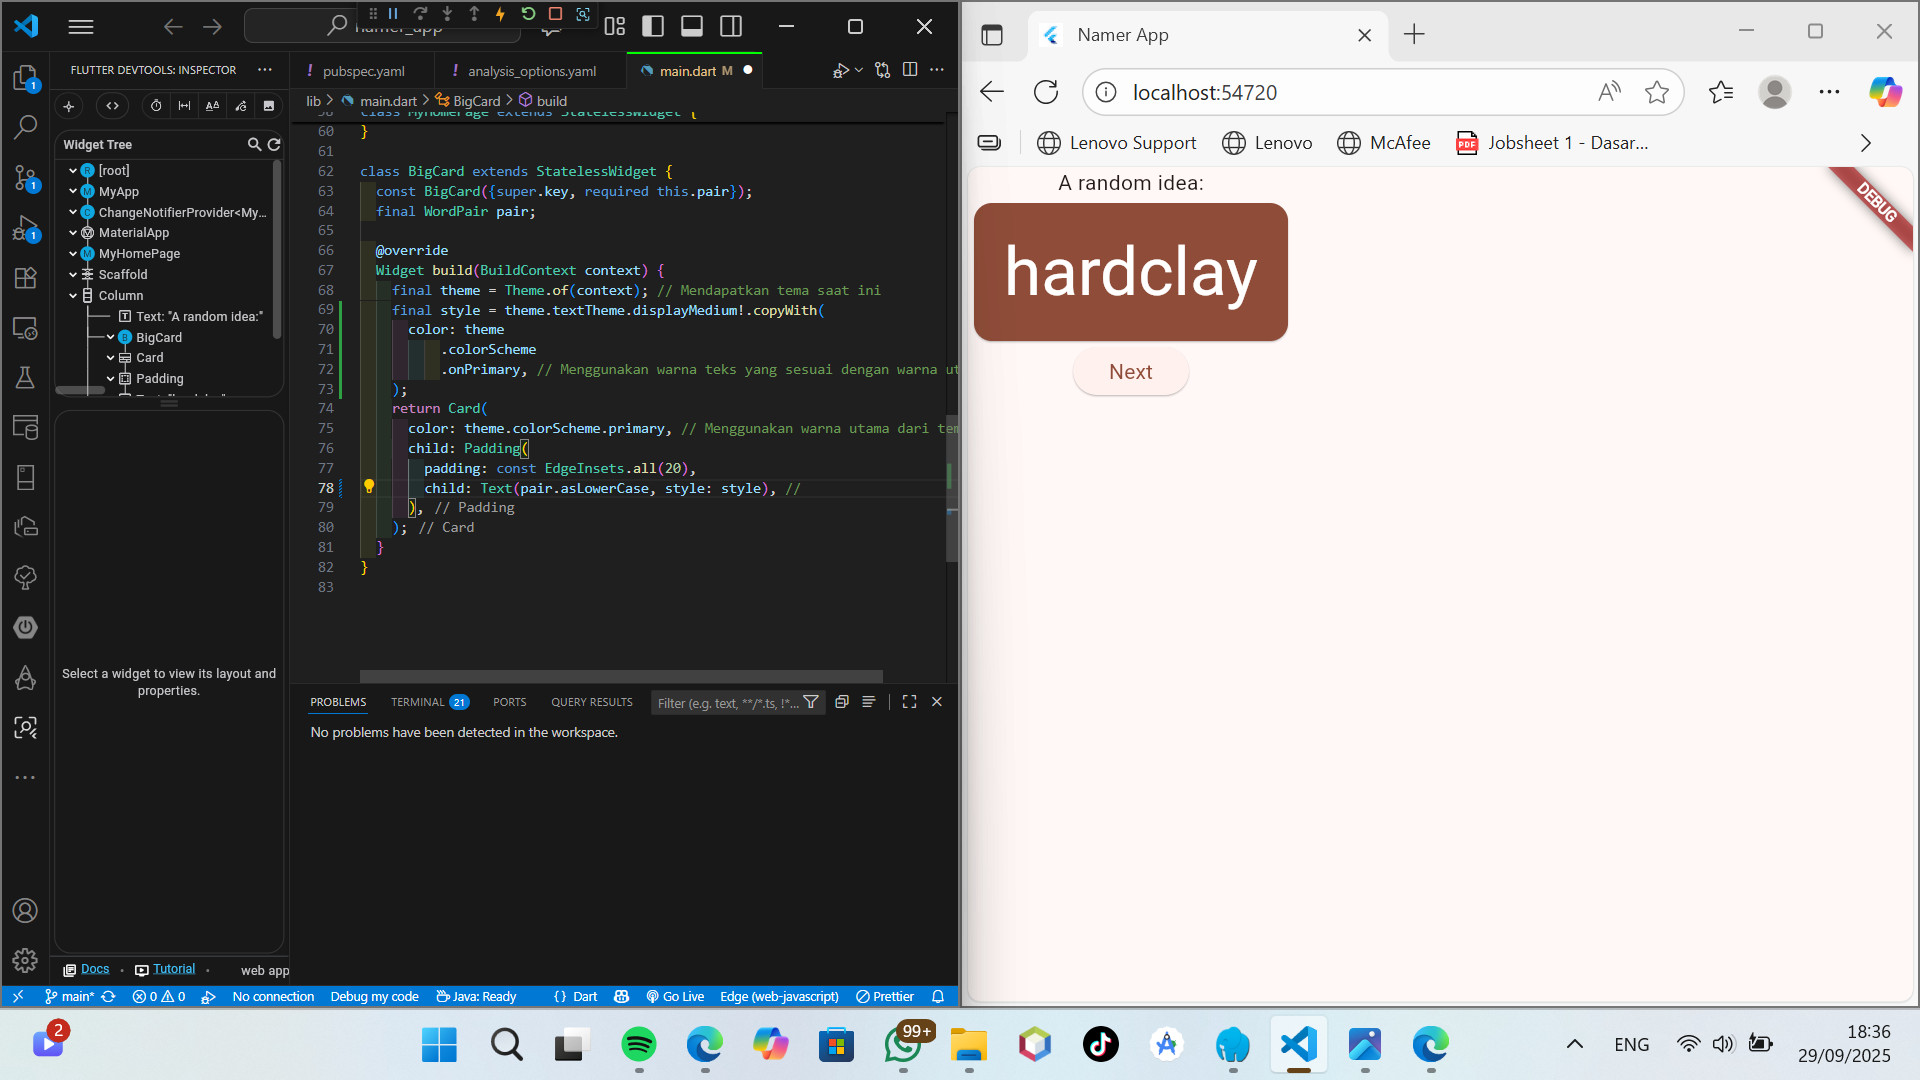 namer_app
FLUTTER DEVTOOLS: INSPECTOR
Widget Tree
[root]
MyApp
ChangeNotifierProvider<My...
MaterialApp
MyHomePage
Scaffold
Column
Text: "A random idea:"
BigCard
Card
Padding
Select a widget to view its layout and
properties.
Docs
Tutorial
web app
! pubspec.yaml
! analysis_options.yaml
main.dart M
lib > main.dart > BigCard > build
class MyHomePage extends StatelessWidget {
60 }
61
62 class BigCard extends StatelessWidget {
63 const BigCard({super.key, required this.pair});
64 final WordPair pair;
65
66 @override
67 Widget build(BuildContext context) {
68 final theme = Theme.of(context); // Mendapatkan tema saat ini
69 final style = theme.textTheme.displayMedium!.copyWith(
70 color: theme
71 .colorScheme
72 .onPrimary, // Menggunakan warna teks yang sesuai dengan warna ut
73 );
74 return Card(
75 color: theme.colorScheme.primary, // Menggunakan warna utama dari tem
76 child: Padding(
77 padding: const EdgeInsets.all(20),
78 child: Text(pair.asLowerCase, style: style), //
79 ), // Padding
80 ); // Card
81 }
82 }
83
PROBLEMS
TERMINAL 21
PORTS
QUERY RESULTS
Filter (e.g. text, **/*.ts, !*...
No problems have been detected in the workspace.
main*
0 0
No connection
Debug my code
Java: Ready
{ } Dart
Go Live
Edge (web-javascript)
Prettier
Namer App
localhost:54720
Lenovo Support
Lenovo
McAfee
PDF
Jobsheet 1 - Dasar...
DEBUG
A random idea:
hardclay
Next
2
99+
ENG
18:36
29/09/2025